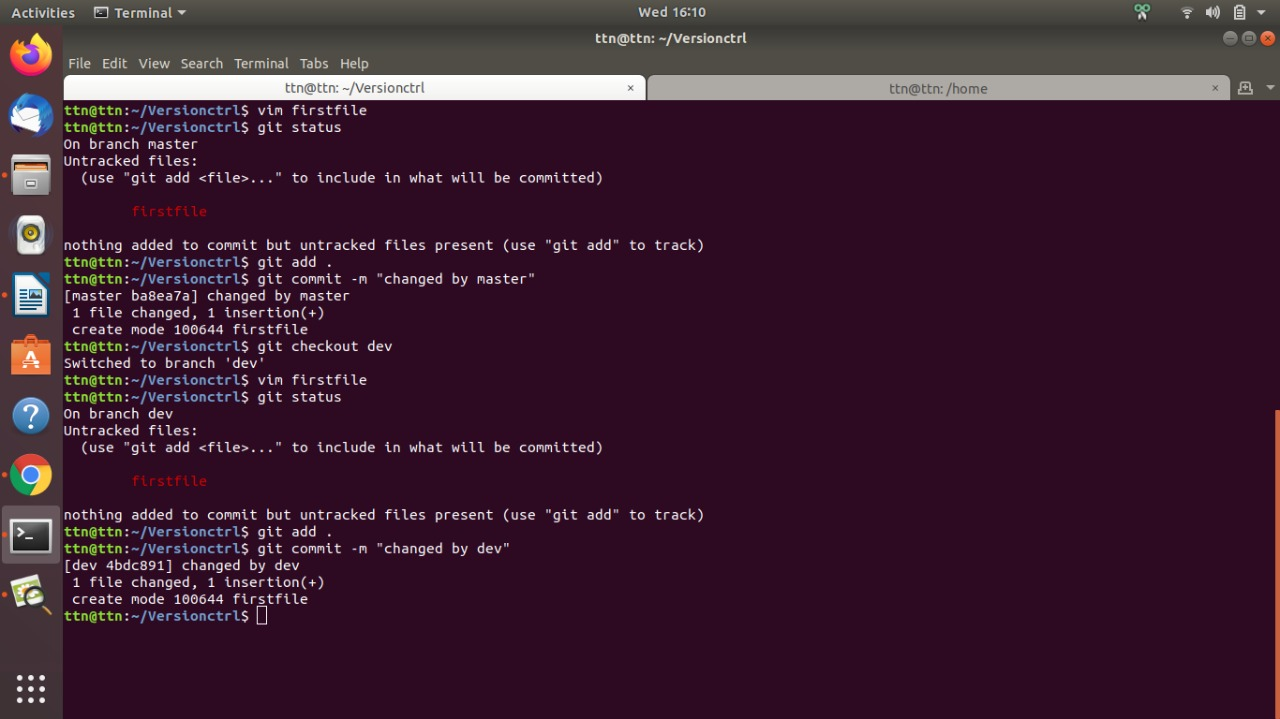 Activities Terminal Wed 16:10
ttn@ttn: ~/Versionctrl
File Edit View Search Terminal Tabs Help
ttn@ttn: ~/Versionctrl × ttn@ttn: /home ×
ttn@ttn:~/Versionctrl$ vim firstfile
ttn@ttn:~/Versionctrl$ git status
On branch master
Untracked files:
  (use "git add <file>..." to include in what will be committed)
        firstfile
nothing added to commit but untracked files present (use "git add" to track)
ttn@ttn:~/Versionctrl$ git add .
ttn@ttn:~/Versionctrl$ git commit -m "changed by master"
[master ba8ea7a] changed by master
 1 file changed, 1 insertion(+)
 create mode 100644 firstfile
ttn@ttn:~/Versionctrl$ git checkout dev
Switched to branch 'dev'
ttn@ttn:~/Versionctrl$ vim firstfile
ttn@ttn:~/Versionctrl$ git status
On branch dev
Untracked files:
  (use "git add <file>..." to include in what will be committed)
        firstfile
nothing added to commit but untracked files present (use "git add" to track)
ttn@ttn:~/Versionctrl$ git add .
ttn@ttn:~/Versionctrl$ git commit -m "changed by dev"
[dev 4bdc891] changed by dev
 1 file changed, 1 insertion(+)
 create mode 100644 firstfile
ttn@ttn:~/Versionctrl$